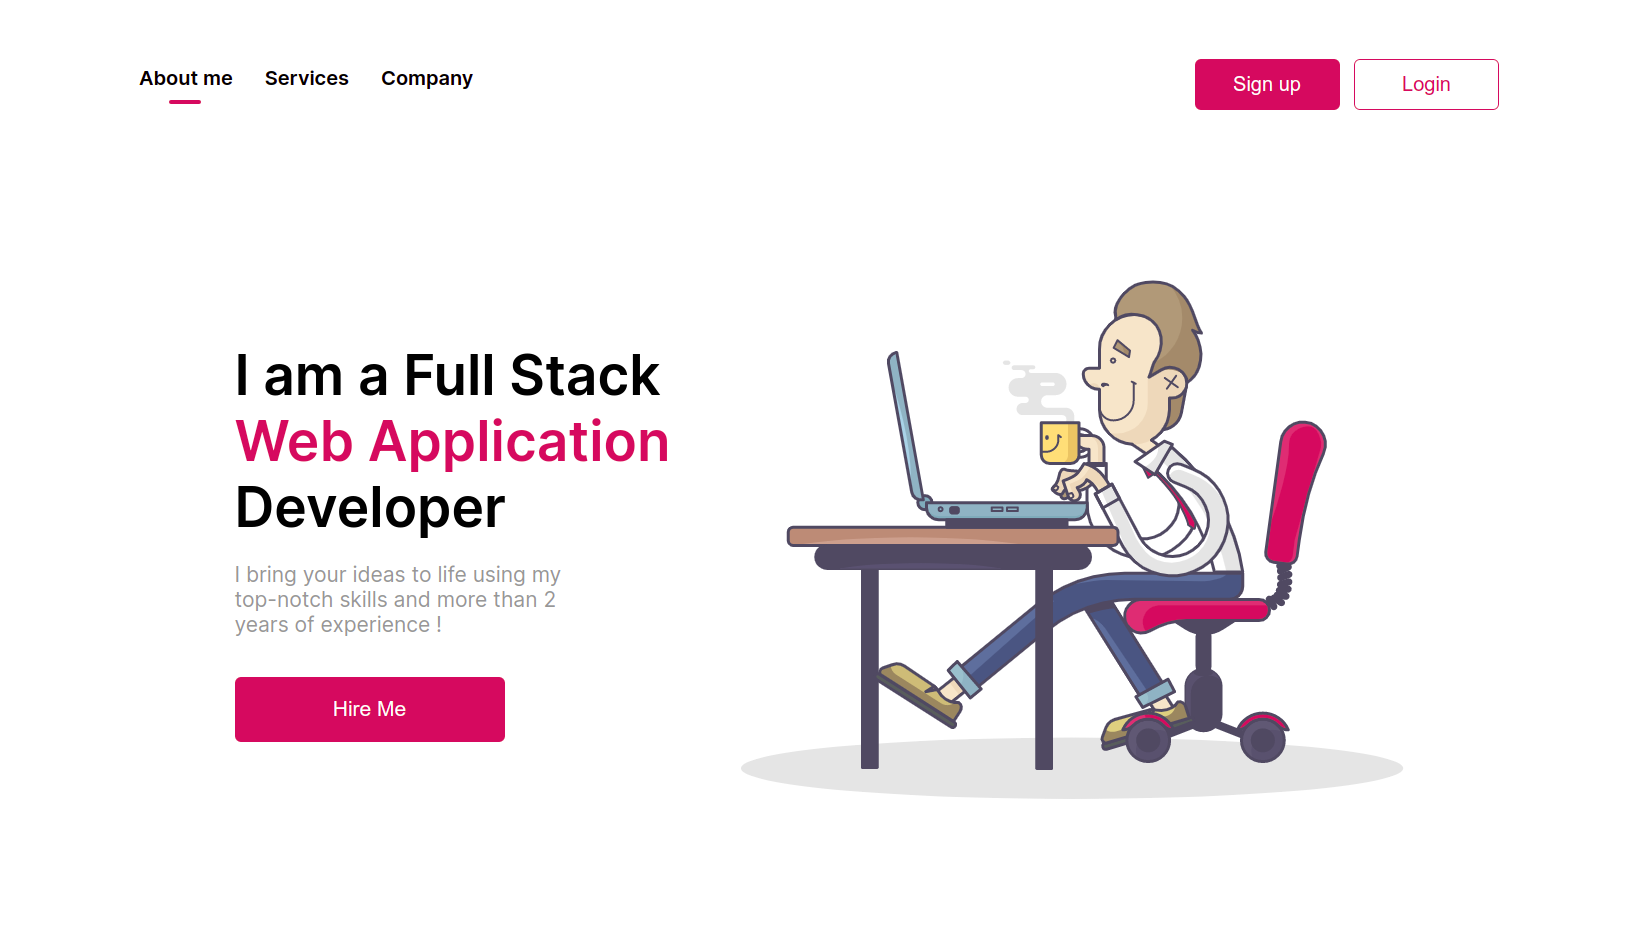 About me Services Company Sign up Login
I am a Full Stack
Web Application
Developer
I bring your ideas to life using my
top-notch skills and more than 2
years of experience !
Hire Me